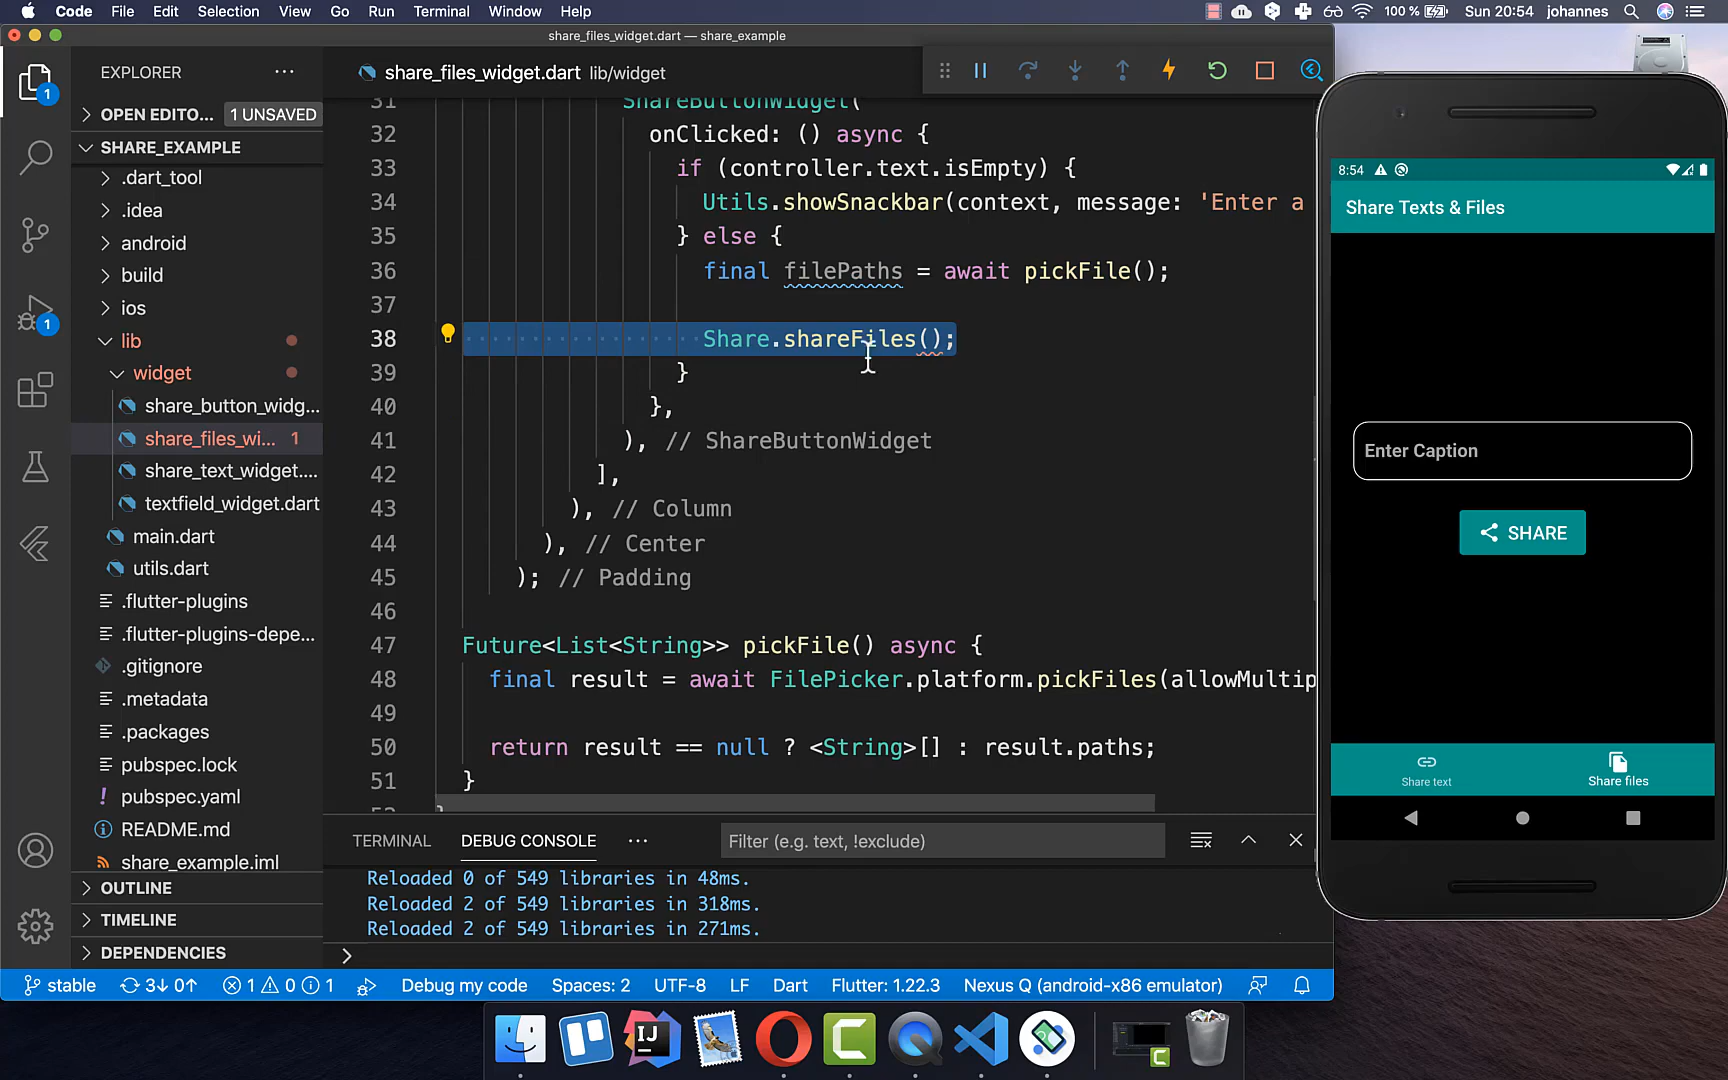 Code File Edit Selection View Go Run Terminal Window Help 100 % Sun 20:54 johannes
share_files_widget.dart — share_example
EXPLORER
OPEN EDITO... 1 UNSAVED
SHARE_EXAMPLE
.dart_tool
.idea
android
build
ios
lib
widget
share_button_widg...
share_files_wi... 1
share_text_widget....
textfield_widget.dart
main.dart
utils.dart
.flutter-plugins
.flutter-plugins-depe...
.gitignore
.metadata
.packages
pubspec.lock
pubspec.yaml
README.md
share_example.iml
OUTLINE
TIMELINE
DEPENDENCIES
1
1
share_files_widget.dart lib/widget
31 ShareButtonWidget(
32 onClicked: () async {
33 if (controller.text.isEmpty) {
34 Utils.showSnackbar(context, message: 'Enter a
35 } else {
36 final filePaths = await pickFile();
37
38 Share.shareFiles();
39 }
40 },
41 ), // ShareButtonWidget
42 ],
43 ), // Column
44 ), // Center
45 ); // Padding
46
47 Future<List<String>> pickFile() async {
48 final result = await FilePicker.platform.pickFiles(allowMultip
49
50 return result == null ? <String>[] : result.paths;
51 }
TERMINAL DEBUG CONSOLE ... Filter (e.g. text, !exclude)
Reloaded 0 of 549 libraries in 48ms.
Reloaded 2 of 549 libraries in 318ms.
Reloaded 2 of 549 libraries in 271ms.
>
stable 3↓ 0↑ 1 0 1 Debug my code Spaces: 2 UTF-8 LF Dart Flutter: 1.22.3 Nexus Q (android-x86 emulator)
8:54
Share Texts & Files
Enter Caption
SHARE
Share text Share files
IJ